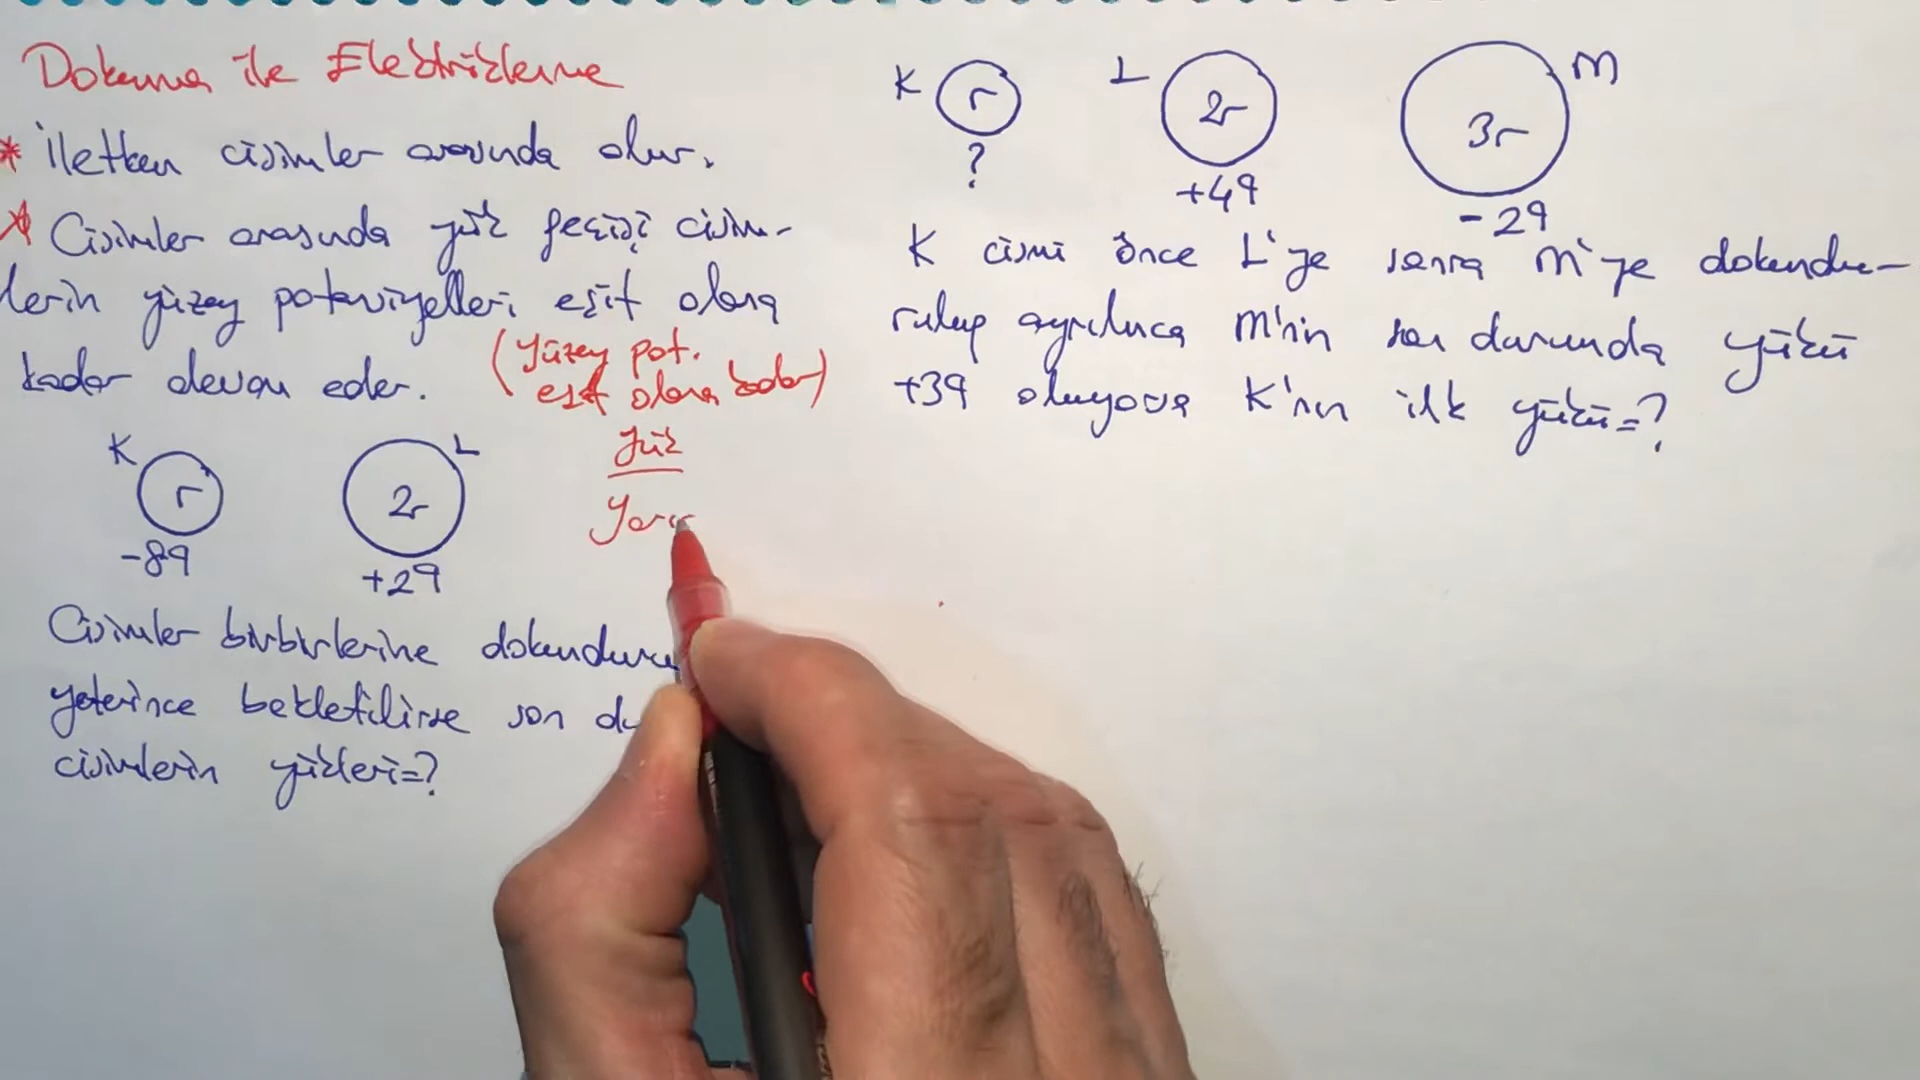 Dokunma ile Elektriklenme
* İletken cisimler arasında olur.
* Cisimler arasında yük geçişi cisim-
lerin yüzey potansiyelleri eşit olana
kadar devam eder.
(yüzey pot.
eşit olana kadar)
K
r
-8q
L
2r
+2q
yük
Yarı
Cisimler birbirlerine dokunduru
yeterince bekletilirse son du
cisimlerin yükleri=?
K
r
?
L
2r
+4q
M
3r
-2q
K cismi önce L'ye sonra M'ye dokundu-
rulup ayrılınca M'nin son durumda yükü
+3q oluyorsa K'nın ilk yükü=?